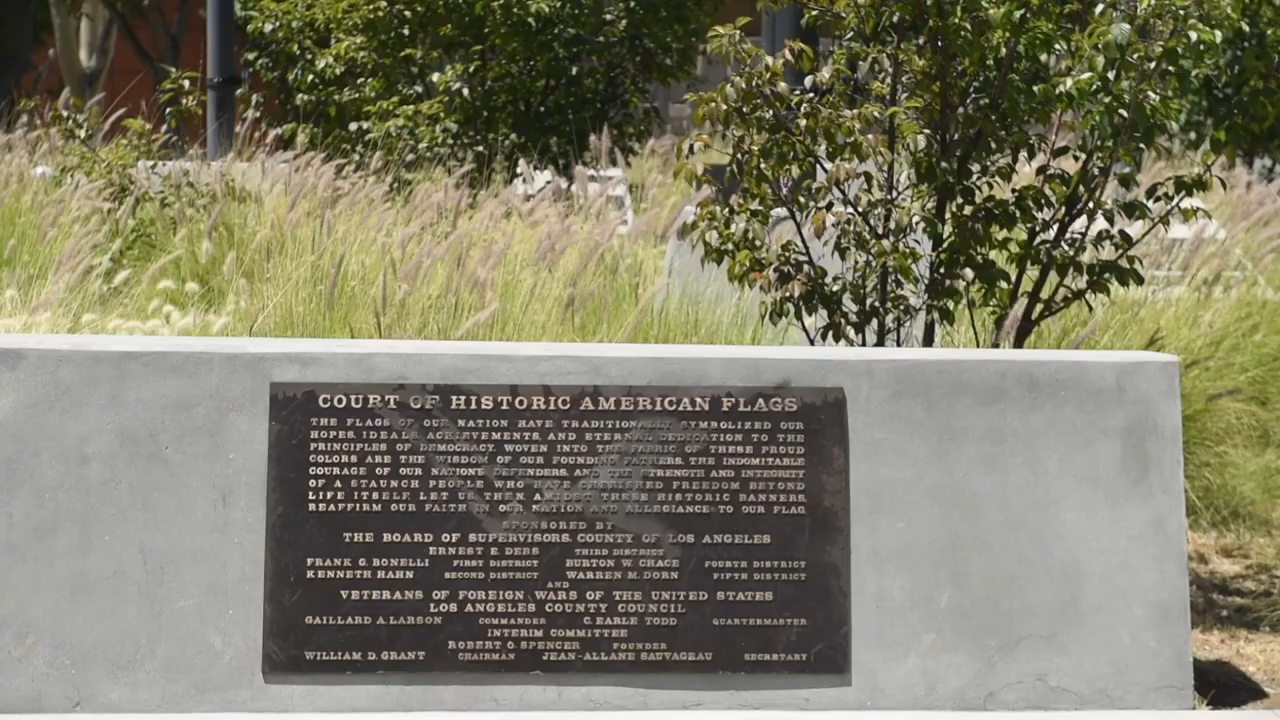 COURT OF HISTORIC AMERICAN FLAGS
THE FLAGS OF OUR NATION HAVE TRADITIONALLY SYMBOLIZED OUR
HOPES, IDEALS, ACHIEVEMENTS, AND ETERNAL DEDICATION TO THE
PRINCIPLES OF DEMOCRACY. WOVEN INTO THE FABRIC OF THESE PROUD
COLORS ARE THE WISDOM OF OUR FOUNDING FATHERS, THE INDOMITABLE
COURAGE OF OUR NATIONS DEFENDERS, AND THE STRENGTH AND INTEGRITY
OF A STAUNCH PEOPLE WHO HAVE CHERISHED FREEDOM BEYOND
LIFE ITSELF. LET US THEN, AMIDST THESE HISTORIC BANNERS,
REAFFIRM OUR FAITH IN OUR NATION AND ALLEGIANCE TO OUR FLAG.
SPONSORED BY
THE BOARD OF SUPERVISORS, COUNTY OF LOS ANGELES
ERNEST E. DEBS THIRD DISTRICT
FRANK G. BONELLI FIRST DISTRICT BURTON W. CHACE FOURTH DISTRICT
KENNETH HAHN SECOND DISTRICT WARREN M. DORN FIFTH DISTRICT
AND
VETERANS OF FOREIGN WARS OF THE UNITED STATES
LOS ANGELES COUNTY COUNCIL
GAILLARD A. LARSON COMMANDER C. EARLE TODD QUARTERMASTER
INTERIM COMMITTEE
ROBERT O. SPENCER FOUNDER
WILLIAM D. GRANT CHAIRMAN JEAN-ALLANE SAUVAGEAU SECRETARY